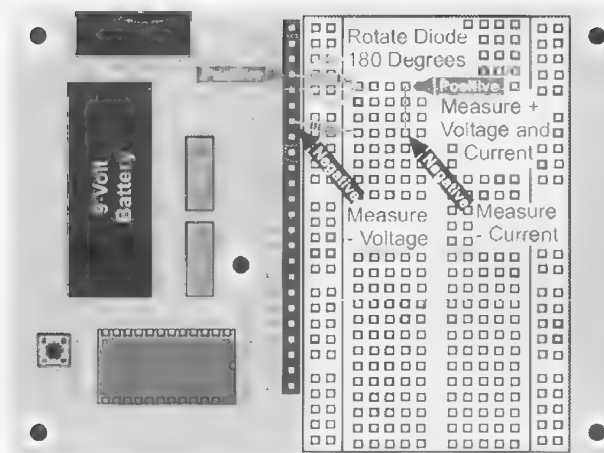 Rotate Diode
180 Degrees
Positive
Measure +
Voltage and
Current
9-Volt
Battery
Negative
Measure
- Voltage
Negative
Measure
- Current